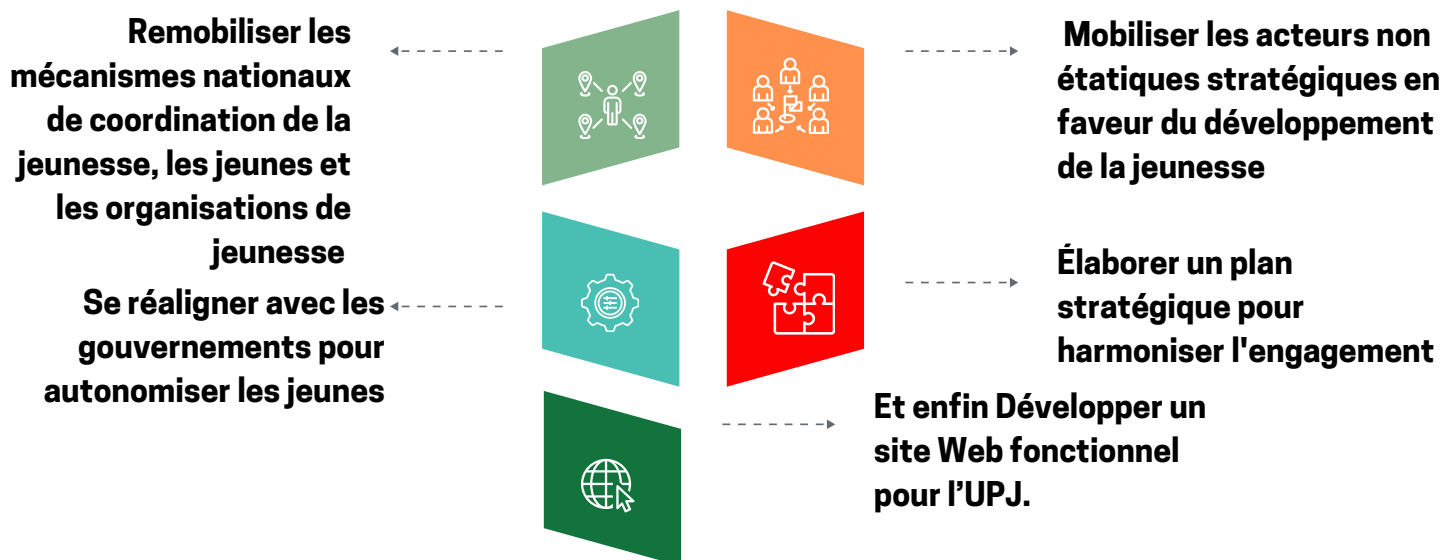 Remobiliser les
mécanismes nationaux
de coordination de la
jeunesse, les jeunes et
les organisations de
jeunesse
Mobiliser les acteurs non
étatiques stratégiques en
faveur du développement
de la jeunesse
Se réaligner avec les
gouvernements pour
autonomiser les jeunes
Élaborer un plan
stratégique pour
harmoniser l'engagement
Et enfin Développer un
site Web fonctionnel
pour l’UPJ.